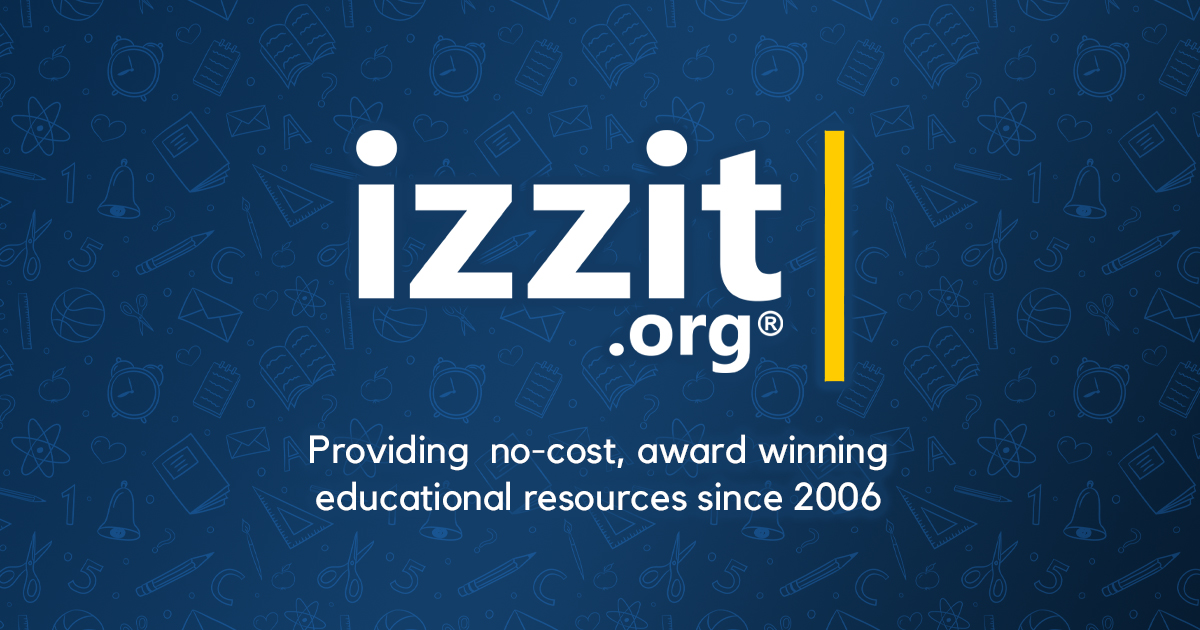 izzit
.org®
Providing no-cost, award winning
educational resources since 2006